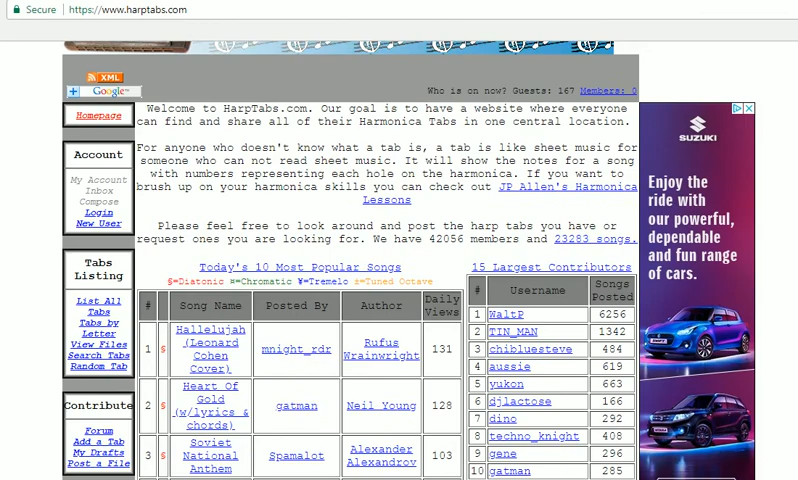 Secure | https://www.harptabs.com
XML
Google™
Who is on now? Guests: 167 Members: 0
Homepage
Account
My Account
Inbox
Compose
Login
New User
Tabs
Listing
List All
Tabs
Tabs by
Letter
View Files
Search Tabs
Random Tab
Contribute
Forum
Add a Tab
My Drafts
Post a File
Welcome to HarpTabs.com. Our goal is to have a website where everyone
can find and share all of their Harmonica Tabs in one central location.
For anyone who doesn't know what a tab is, a tab is like sheet music for
someone who can not read sheet music. It will show the notes for a song
with numbers representing each hole on the harmonica. If you want to
brush up on your harmonica skills you can check out JP Allen's Harmonica
Lessons
Please feel free to look around and post the harp tabs you have or
request ones you are looking for. We have 42056 members and 23283 songs.
Today's 10 Most Popular Songs
§=Diatonic ¤=Chromatic ¥=Tremelo ±=Tuned Octave
# Song Name Posted By Author Daily Views
1 § Hallelujah (Leonard Cohen Cover) mnight_rdr Rufus Wrainwright 131
2 § Heart Of Gold (w/lyrics & chords) gatman Neil Young 128
3 § Soviet National Anthem Spamalot Alexander Alexandrov 103
15 Largest Contributors
# Username Songs Posted
1 WaltP 6256
2 TIN_MAN 1342
3 chibluesteve 484
4 aussie 619
5 yukon 663
6 djlactose 166
7 dino 292
8 techno_knight 408
9 gene 296
10 gatman 285
SUZUKI
Enjoy the
ride with
our powerful,
dependable
and fun range
of cars.